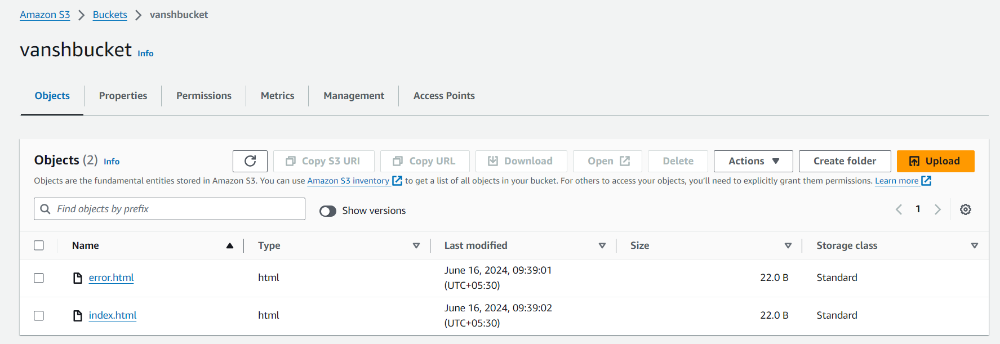 Amazon S3 > Buckets > vanshbucket
vanshbucket Info
Objects Properties Permissions Metrics Management Access Points
Objects (2) Info Copy S3 URI Copy URL Download Open Delete Actions Create folder Upload
Objects are the fundamental entities stored in Amazon S3. You can use Amazon S3 inventory to get a list of all objects in your bucket. For others to access your objects, you'll need to explicitly grant them permissions. Learn more
Find objects by prefix Show versions 1
Name Type Last modified Size Storage class
error.html html June 16, 2024, 09:39:01 22.0 B Standard
(UTC+05:30)
index.html html June 16, 2024, 09:39:02 22.0 B Standard
(UTC+05:30)